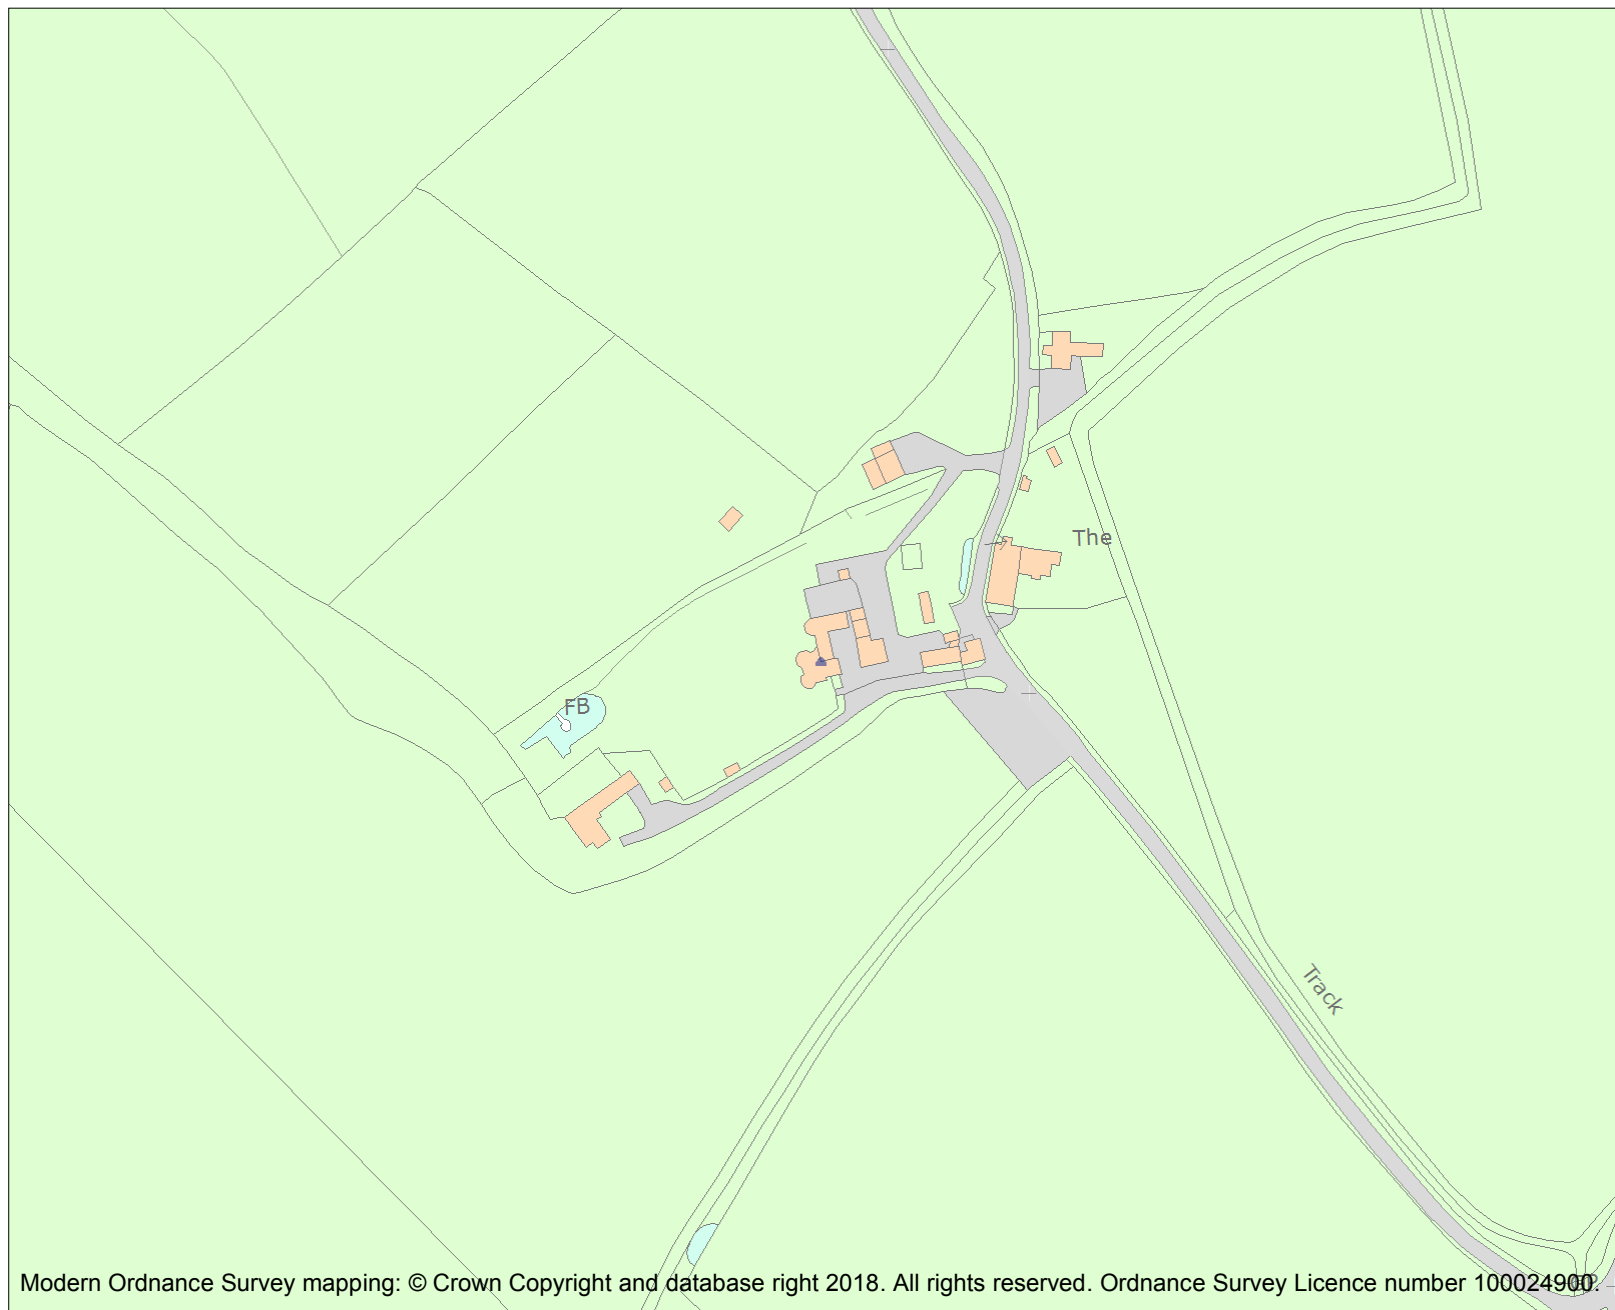 The
FB
Track
Modern Ordnance Survey mapping: © Crown Copyright and database right 2018. All rights reserved. Ordnance Survey Licence number 100024900.